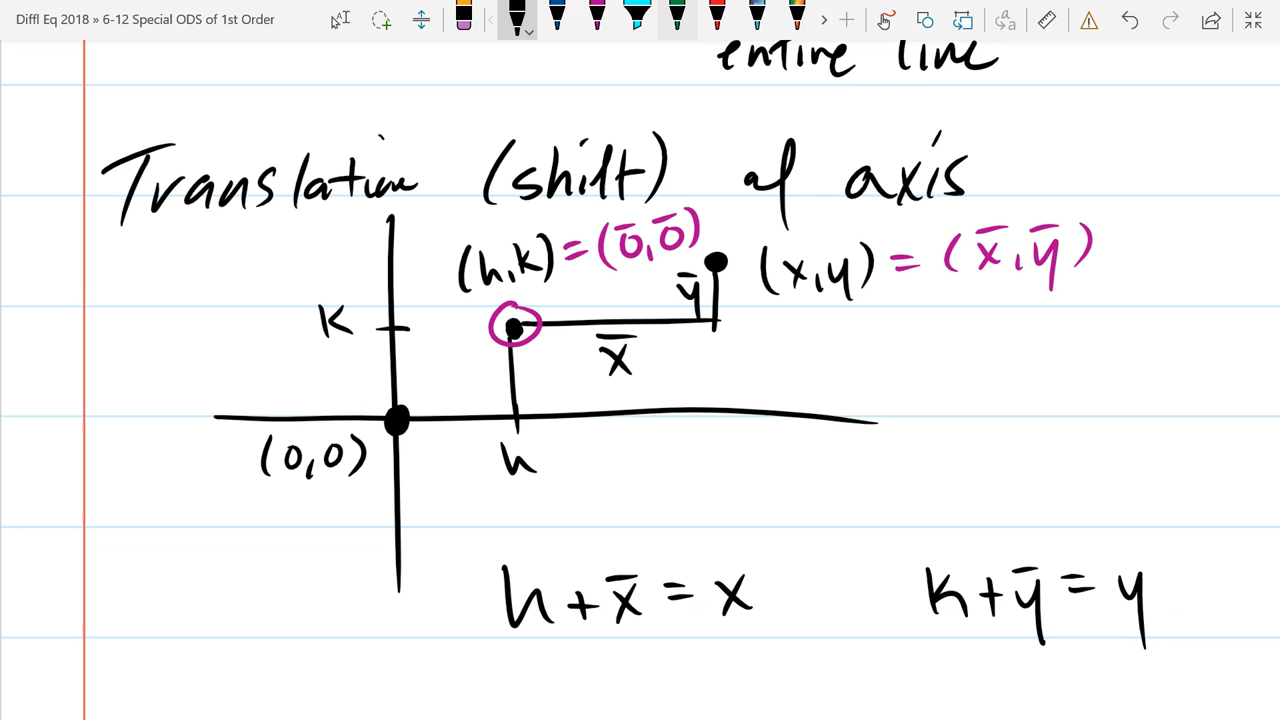 Diffl Eq 2018 » 6-12 Special ODS of 1st Order
entire line
Translation (shift) of axis
(h,k) = (0̅,0̅)
(x,y) = (x̅,y̅)
y̅
K
x̅
(0,0)
h
h + x̅ = x
k + y̅ = y